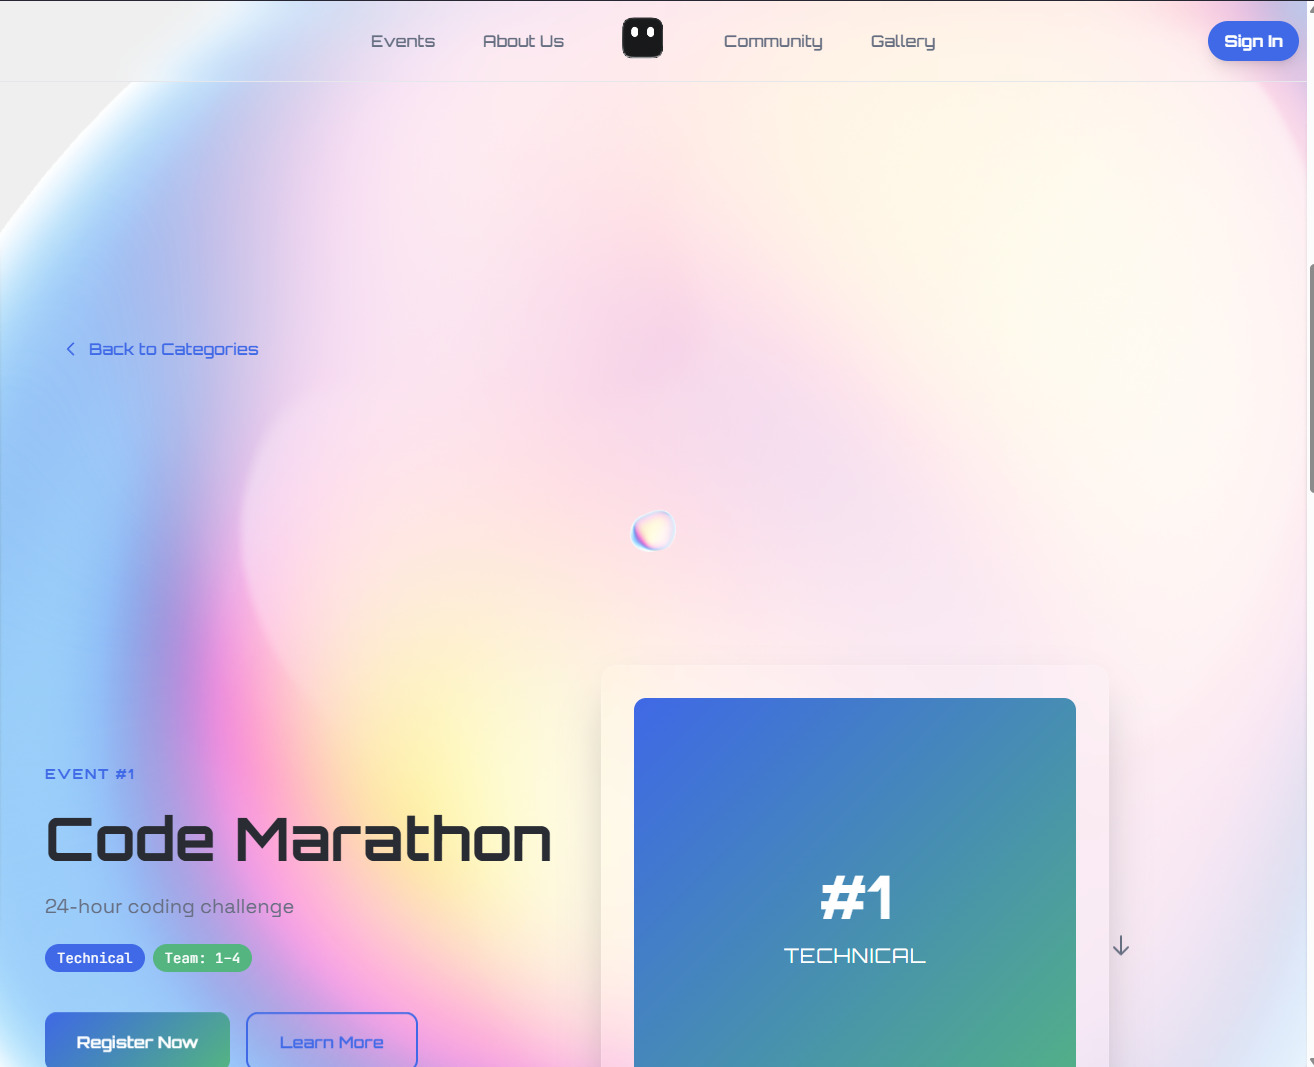 Events
About Us
Community
Gallery
Sign In
Back to Categories
EVENT #1
Code Marathon
24-hour coding challenge
Technical
Team: 1-4
Register Now
Learn More
#1
TECHNICAL